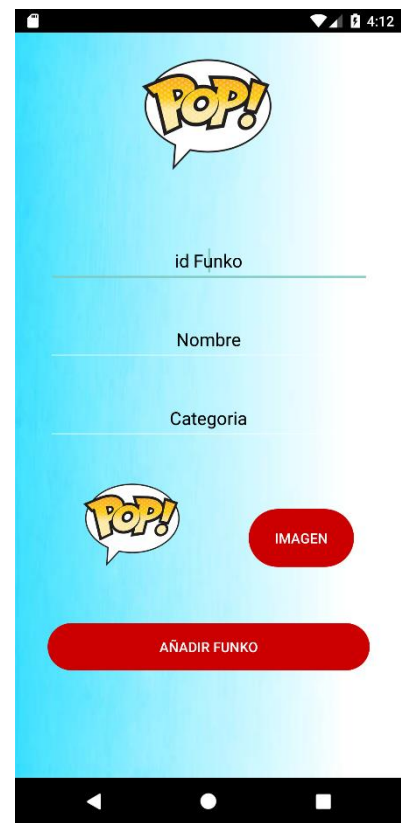 4:12
POP!
id Funko
Nombre
Categoria
POP!
IMAGEN
AÑADIR FUNKO